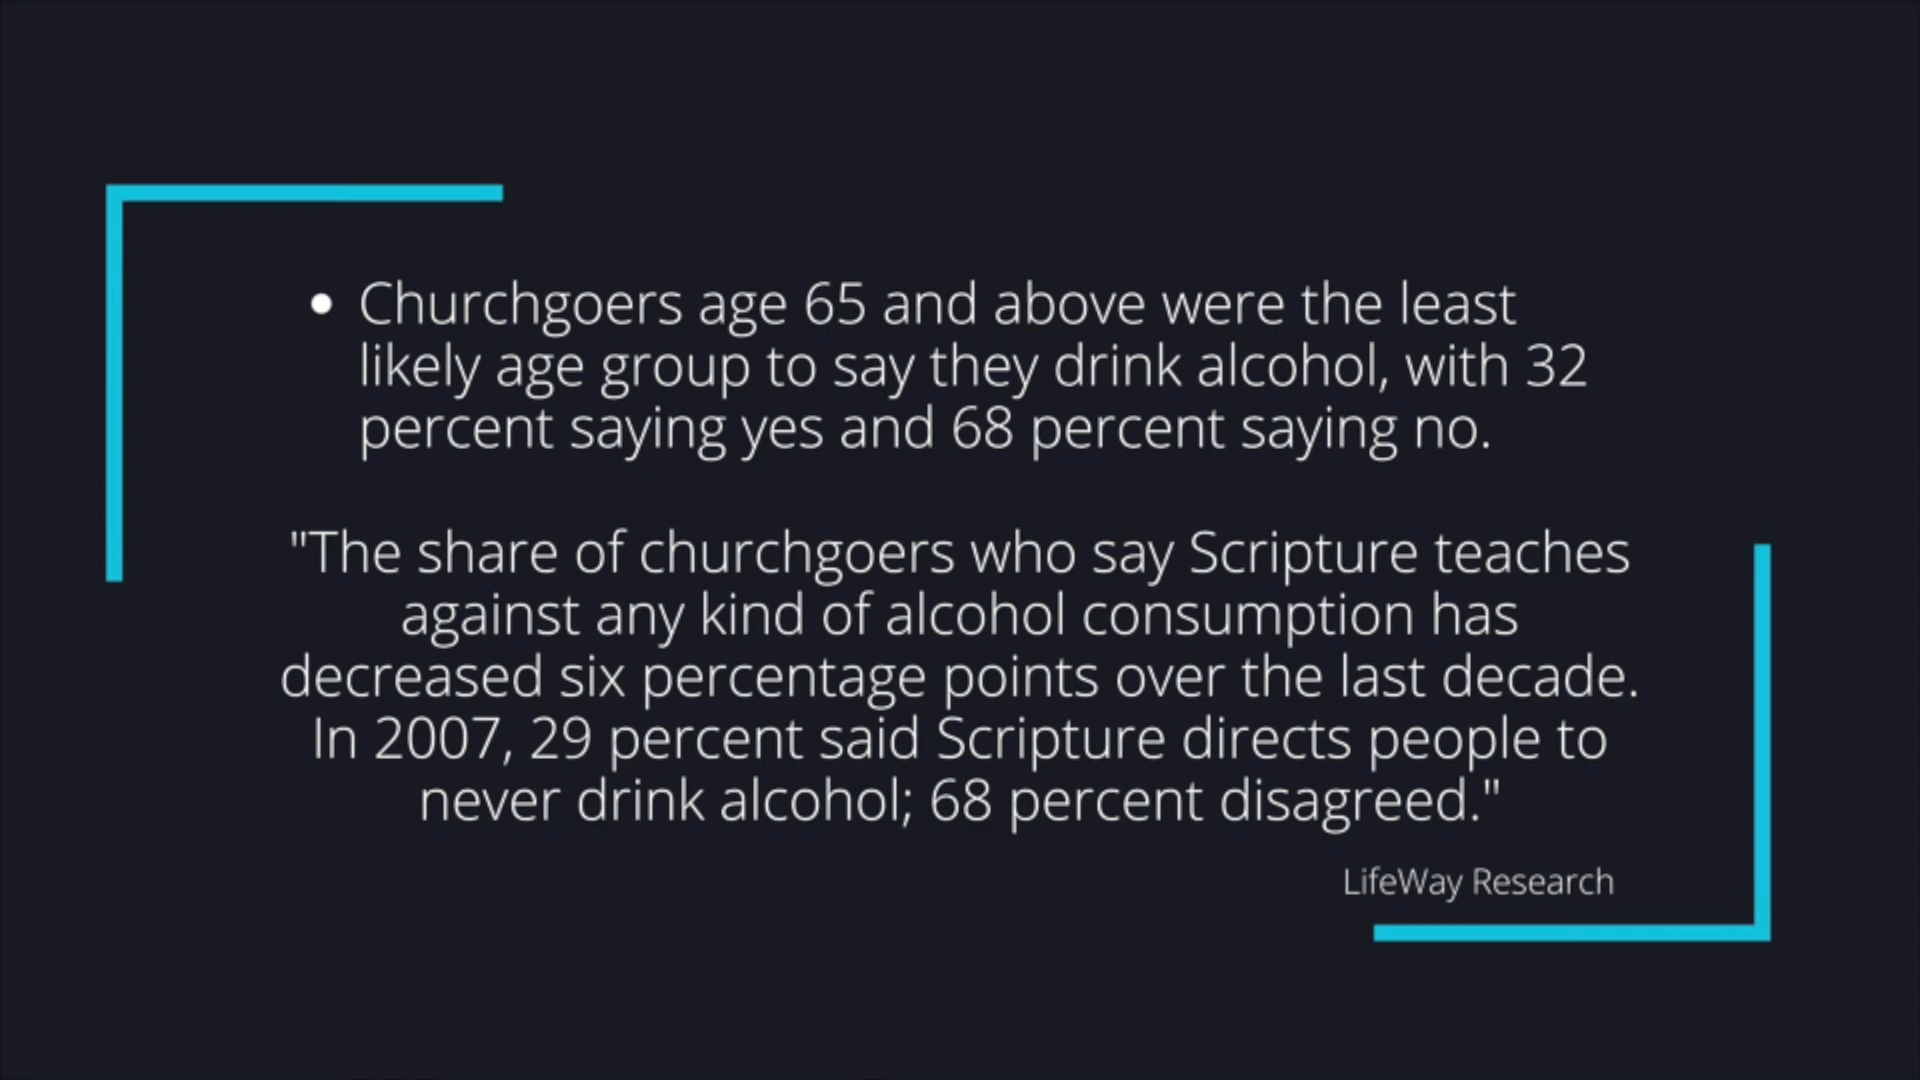 • Churchgoers age 65 and above were the least
likely age group to say they drink alcohol, with 32
percent saying yes and 68 percent saying no.
"The share of churchgoers who say Scripture teaches
against any kind of alcohol consumption has
decreased six percentage points over the last decade.
In 2007, 29 percent said Scripture directs people to
never drink alcohol; 68 percent disagreed."
LifeWay Research